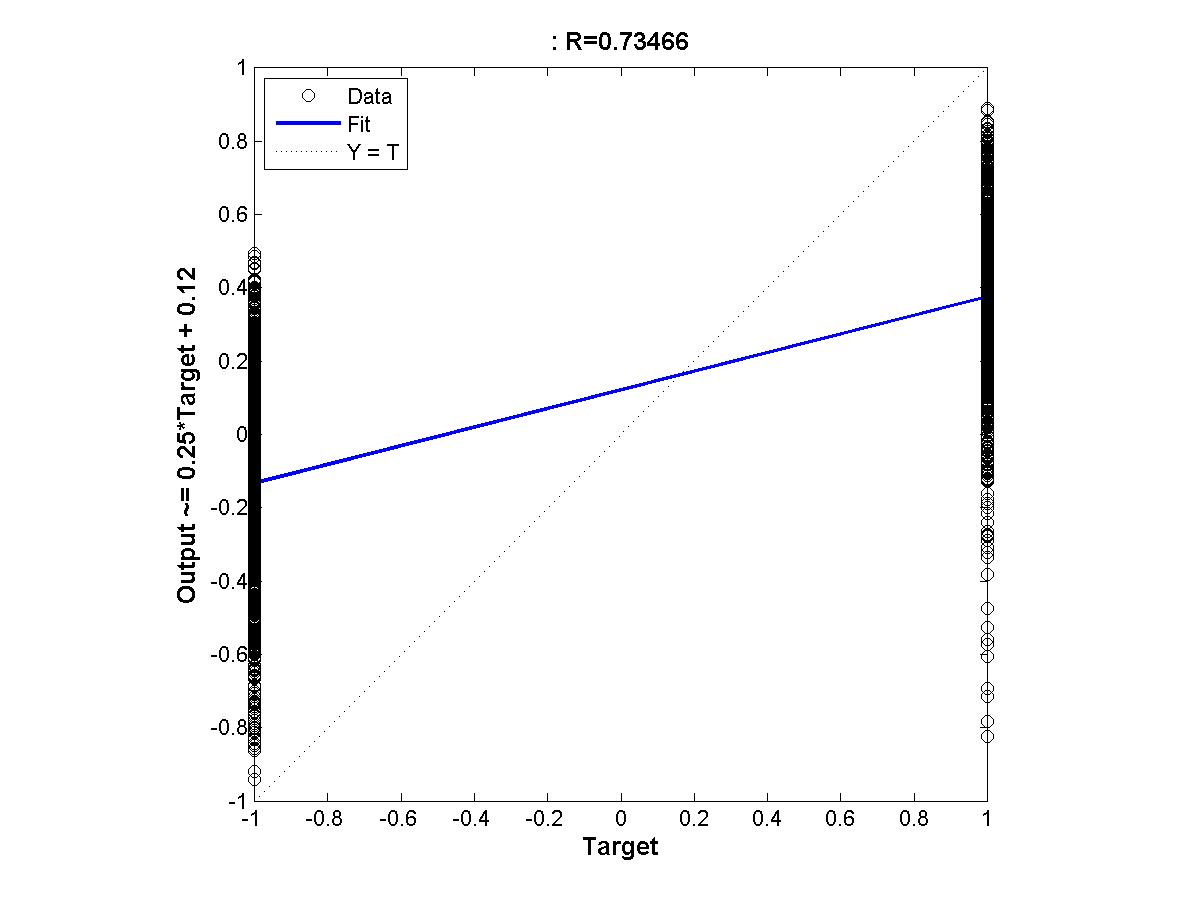 : R=0.73466
Data
Fit
Y = T
1
0.8
0.6
0.4
0.2
0
-0.2
-0.4
-0.6
-0.8
-1
Output ~= 0.25*Target + 0.12
-1 -0.8 -0.6 -0.4 -0.2 0 0.2 0.4 0.6 0.8 1
Target